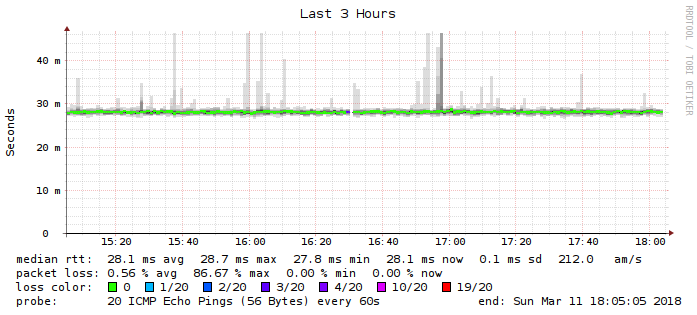 Last 3 Hours
RRDTOOL / TOBI OETIKER
Seconds
40 m
30 m
20 m
10 m
0
15:20 15:40 16:00 16:20 16:40 17:00 17:20 17:40 18:00
median rtt: 28.1 ms avg 28.7 ms max 27.8 ms min 28.1 ms now 0.1 ms sd 212.0 am/s
packet loss: 0.56 % avg 86.67 % max 0.00 % min 0.00 % now
loss color: 0 1/20 2/20 3/20 4/20 10/20 19/20
probe: 20 ICMP Echo Pings (56 Bytes) every 60s end: Sun Mar 11 18:05:05 2018